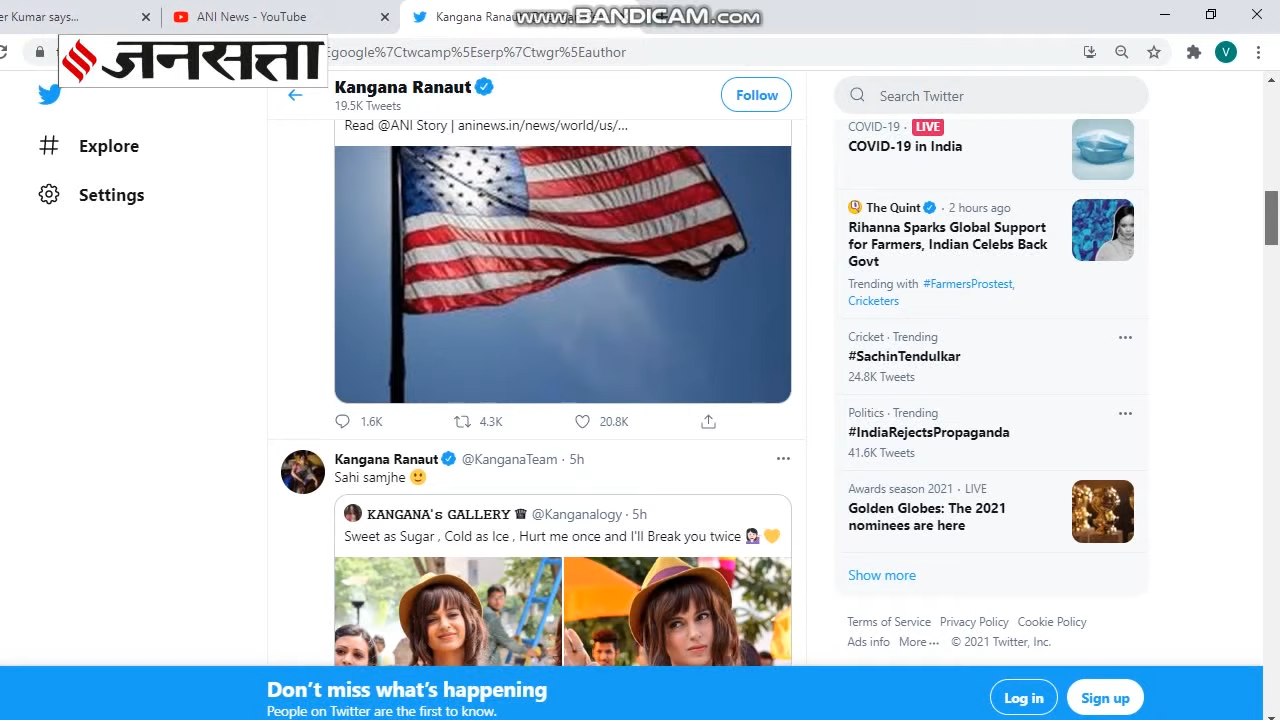 er Kumar says...
ANI News - YouTube
Kangana Ranau
www.BANDICAM.com
google%7Ctwcamp%5Eserp%7Ctwgr%5Eauthor
V
जनसत्ता
Kangana Ranaut
19.5K Tweets
Follow
Search Twitter
Explore
Settings
Read @ANI Story | aninews.in/news/world/us/...
1.6K
4.3K
20.8K
Kangana Ranaut @KanganaTeam · 5h
Sahi samjhe 🙂
KANGANA's GALLERY ♛ @Kanganalogy · 5h
Sweet as Sugar , Cold as Ice , Hurt me once and I'll Break you twice 💁🏻‍♀️💛
COVID-19 · LIVE
COVID-19 in India
The Quint · 2 hours ago
Rihanna Sparks Global Support
for Farmers, Indian Celebs Back
Govt
Trending with #FarmersProstest,
Cricketers
Cricket · Trending
#SachinTendulkar
24.8K Tweets
Politics · Trending
#IndiaRejectsPropaganda
41.6K Tweets
Awards season 2021 · LIVE
Golden Globes: The 2021
nominees are here
Show more
Terms of Service Privacy Policy Cookie Policy
Ads info More··· © 2021 Twitter, Inc.
Don’t miss what’s happening
People on Twitter are the first to know.
Log in
Sign up